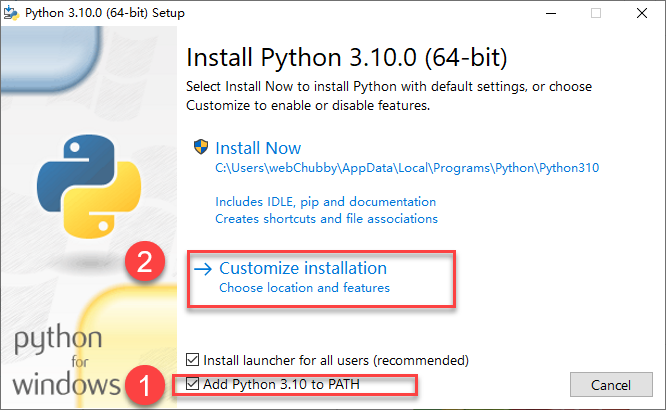 Python 3.10.0 (64-bit) Setup
Install Python 3.10.0 (64-bit)
Select Install Now to install Python with default settings, or choose
Customize to enable or disable features.
Install Now
C:\Users\webChubby\AppData\Local\Programs\Python\Python310
Includes IDLE, pip and documentation
Creates shortcuts and file associations
2
Customize installation
Choose location and features
python
for
windows
Install launcher for all users (recommended)
1
Add Python 3.10 to PATH
Cancel